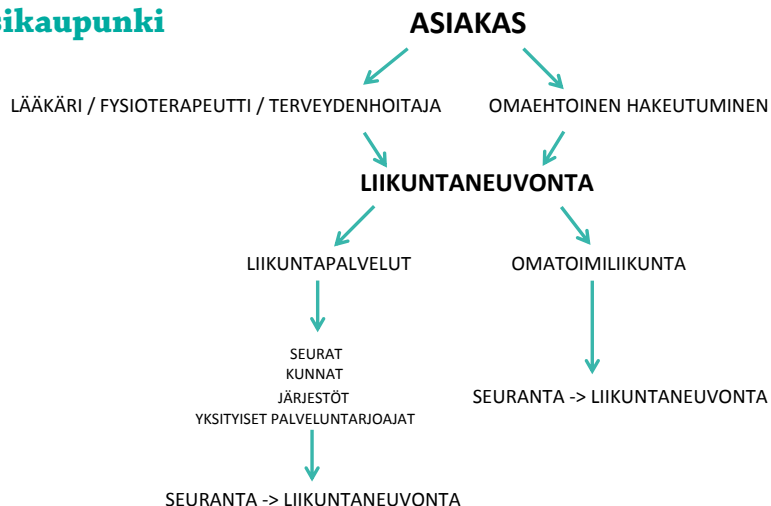 sikaupunki
ASIAKAS
LÄÄKÄRI / FYSIOTERAPEUTTI / TERVEYDENHOITAJA
OMAEHTOINEN HAKEUTUMINEN
LIIKUNTANEUVONTA
LIIKUNTAPALVELUT
OMATOIMILIIKUNTA
SEURAT
KUNNAT
JÄRJESTÖT
YKSITYISET PALVELUNTARJOAJAT
SEURANTA -> LIIKUNTANEUVONTA
SEURANTA -> LIIKUNTANEUVONTA